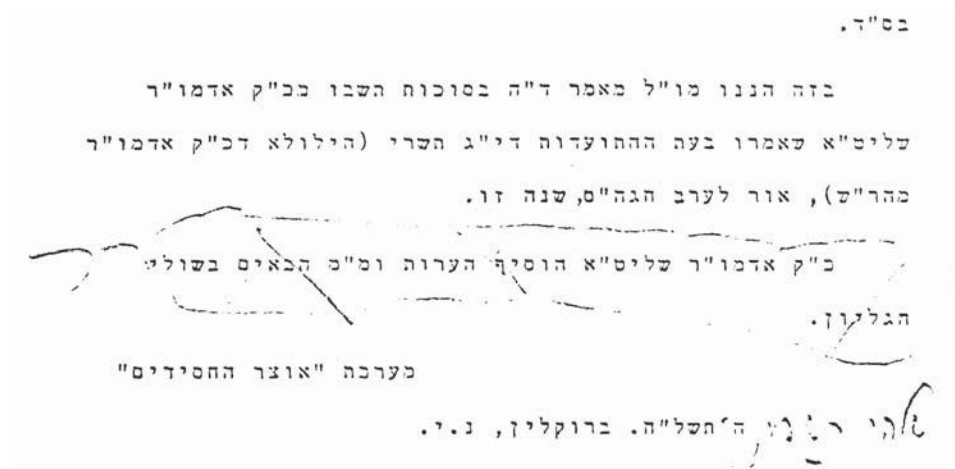 בס"ד.
בזה הננו מו"ל מאמר ד"ה בסוכות תשבו מכ"ק אדמו"ר
שליט"א שאמרו בעת ההתועדות די"ג תשרי (הילולא דכ"ק אדמו"ר
מהר"ש), אור לערב חגה"ס, שנה זו.
כ"ק אדמו"ר שליט"א הוסיף הערות ומ"מ הבאים בשולי
הגליון.
מערכת "אוצר החסידים"
ה'תשל"ה. ברוקלין, נ.י.